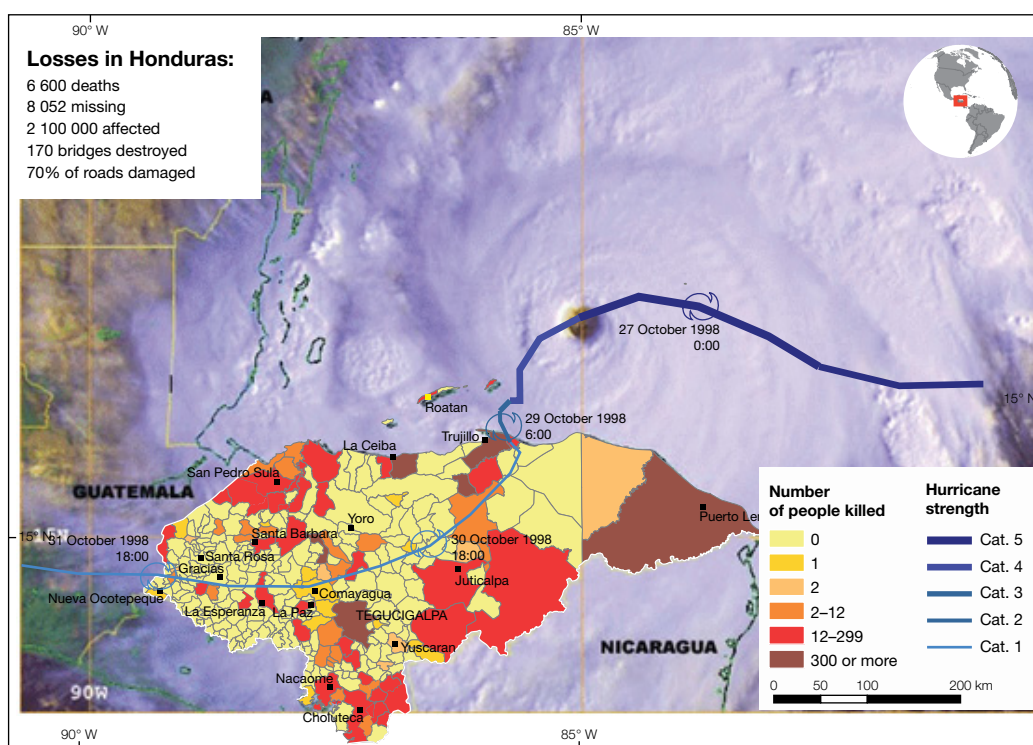 90° W
85° W
Losses in Honduras:
6 600 deaths
8 052 missing
2 100 000 affected
170 bridges destroyed
70% of roads damaged
A
27 October 1998
0:00
15° N
Roatan
29 October 1998
6:00
Trujillo
La Ceiba
San Pedro Sula
GUATEMALA
Puerto Ler
Yoro
Santa Barbara
31 October 1998
18:00
30 October 1998
18:00
Santa Rosa
Gracias
Juticalpa
Nueva Ocotepeque
Comayagua
La Esperanza
La Paz
TEGUCIGALPA
Yuscaran
NICARAGUA
Nacaome
90W
Choluteca
Number
of people killed
0
1
2
2–12
12–299
300 or more
Hurricane
strength
Cat. 5
Cat. 4
Cat. 3
Cat. 2
Cat. 1
0 50 100 200 km
90° W
85° W